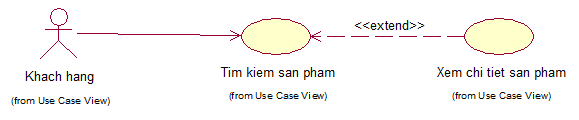 <<extend>>
Khach hang
Tim kiem san pham
Xem chi tiet san pham
(from Use Case View)
(from Use Case View)
(from Use Case View)